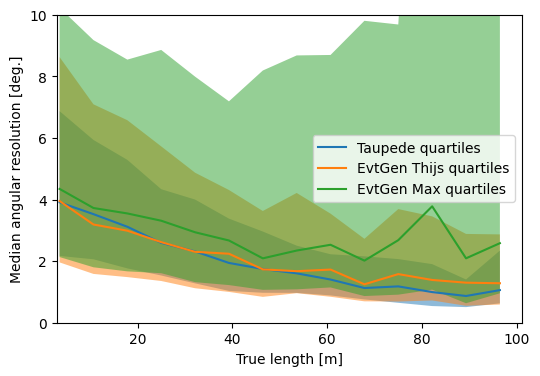 10
8
6
4
2
0
Median angular resolution [deg.]
Taupede quartiles
EvtGen Thijs quartiles
EvtGen Max quartiles
20
40
60
80
100
True length [m]